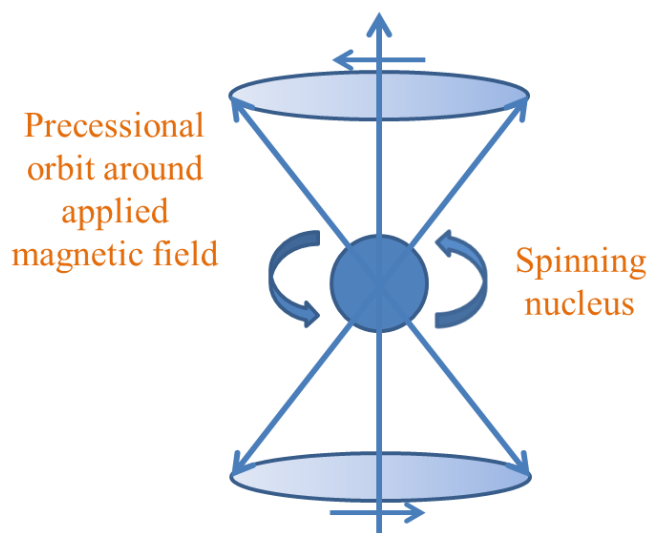 Precessional
orbit around
applied
magnetic field
Spinning
nucleus